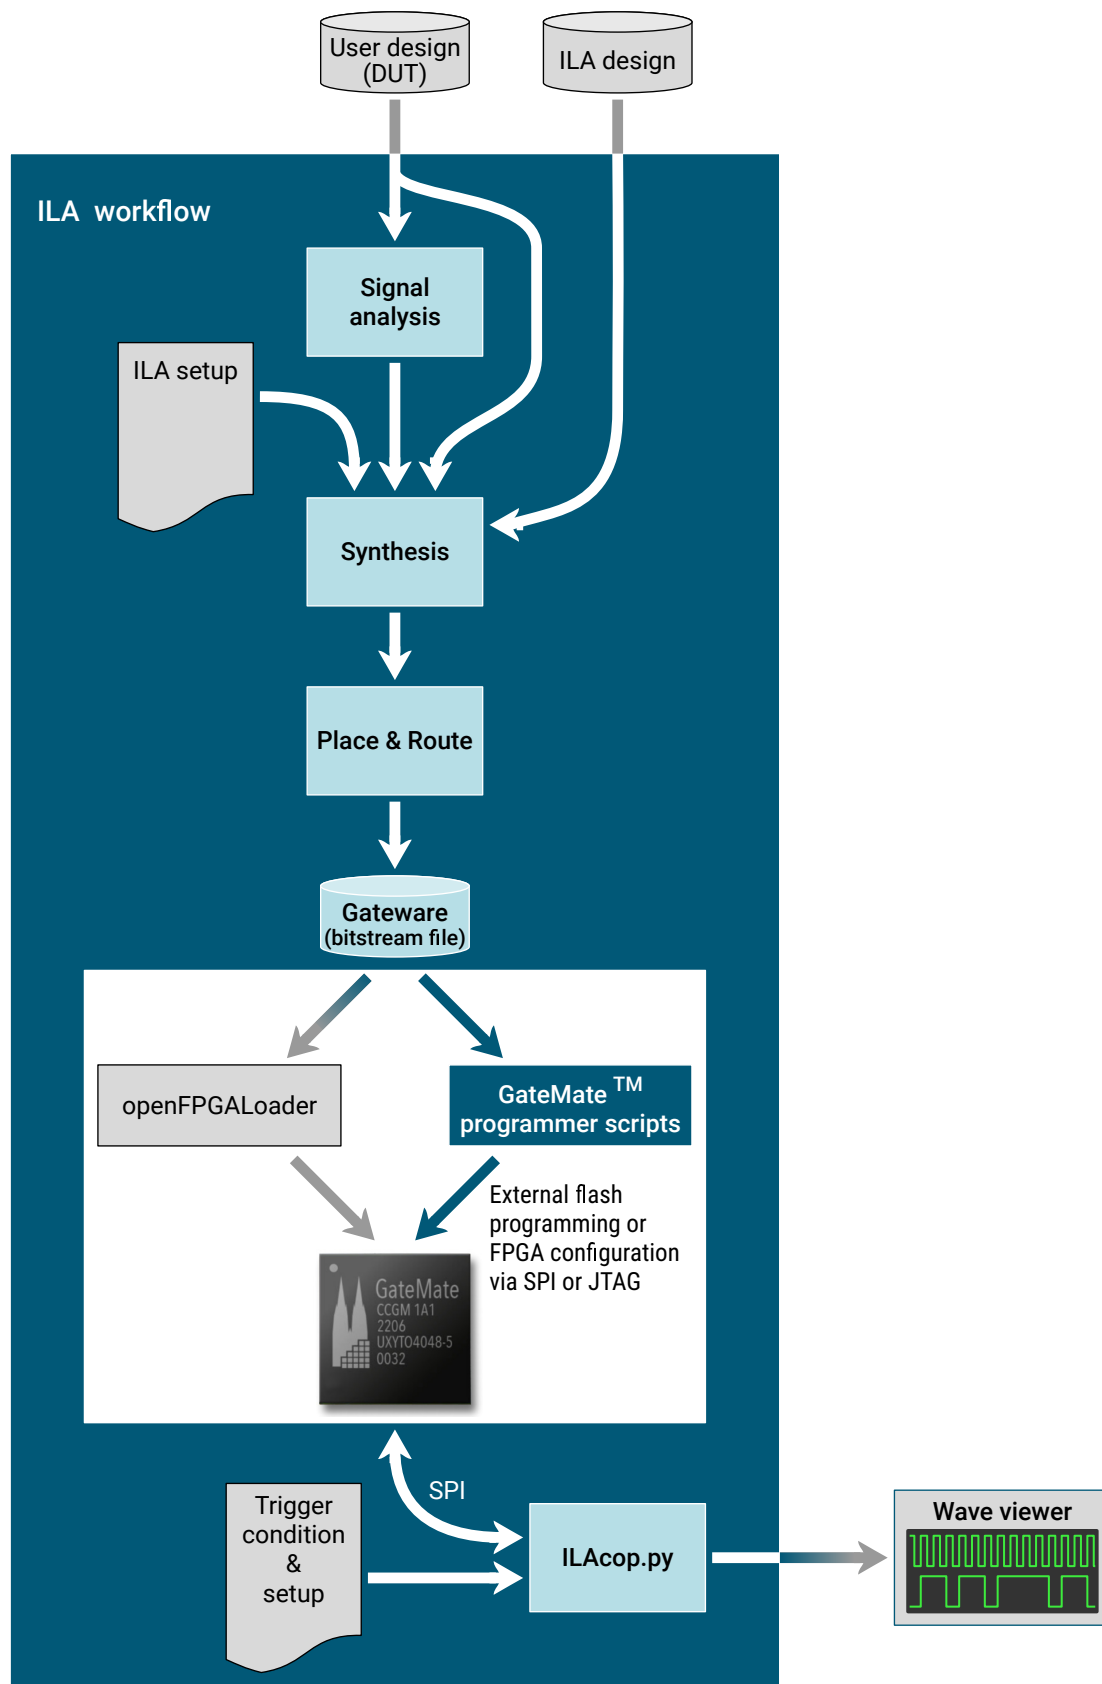 User design
(DUT)
ILA design
ILA workflow
Signal
analysis
ILA setup
Synthesis
Place & Route
Gateware
(bitstream file)
openFPGALoader
GateMate TM
programmer scripts
External flash
programming or
FPGA configuration
via SPI or JTAG
GateMate
CCGM 1A1
2206
UXYTO4048-5
0032
SPI
Trigger
condition
&
setup
ILAcop.py
Wave viewer